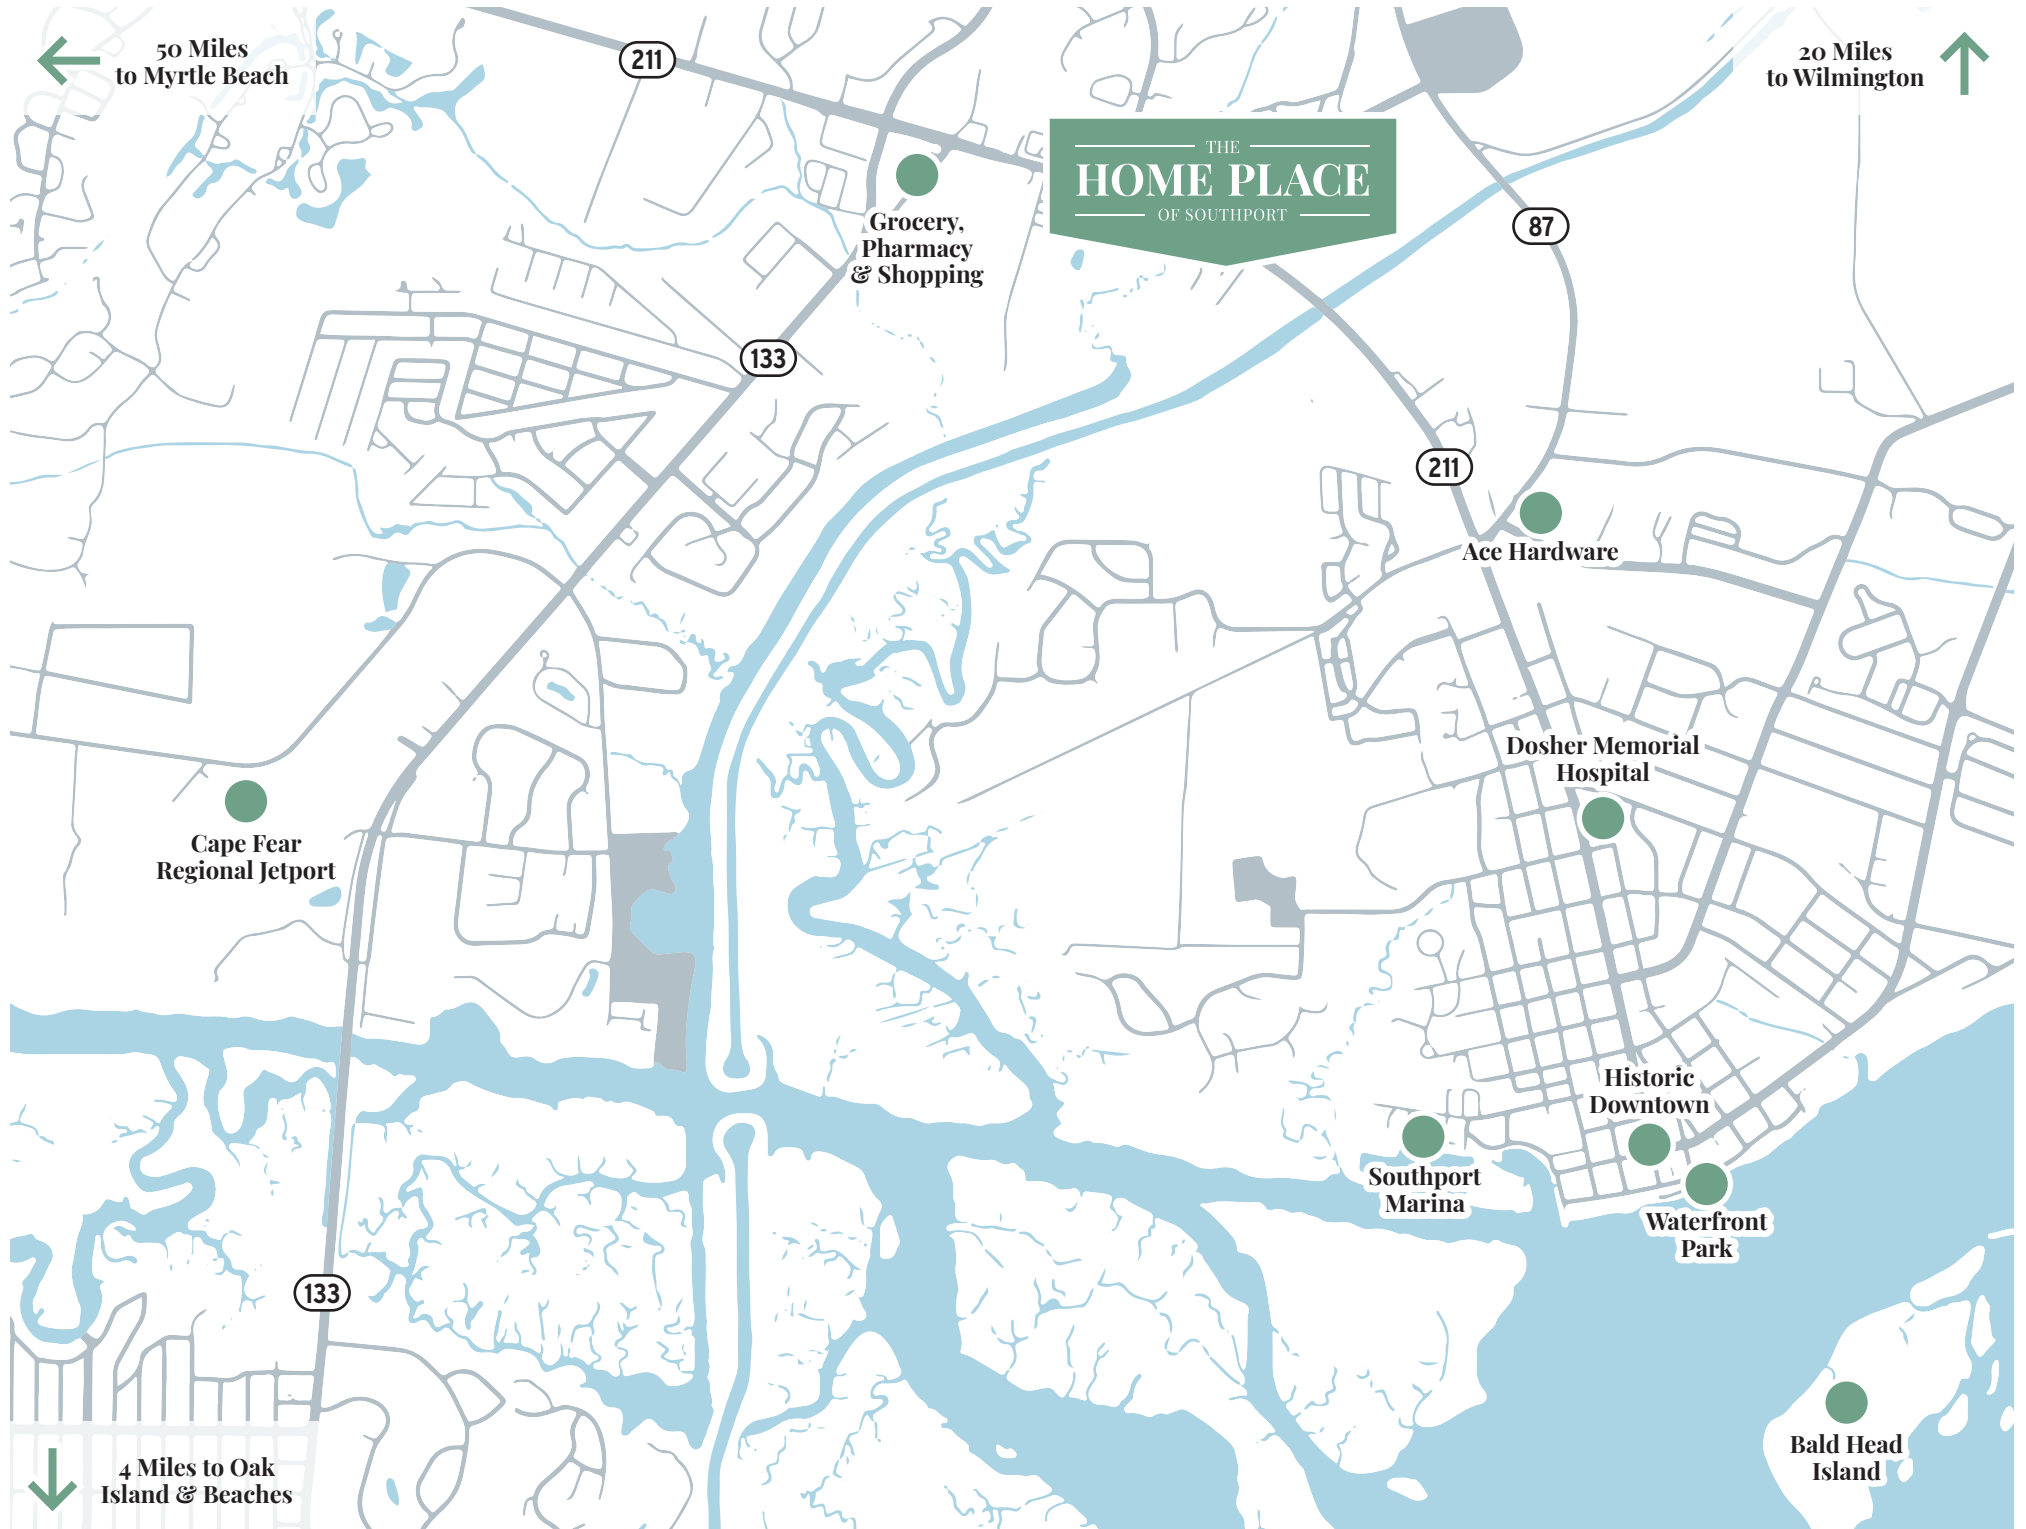 50 Miles
to Myrtle Beach
211
20 Miles
to Wilmington
THE
HOME PLACE
OF SOUTHPORT
Grocery,
Pharmacy
& Shopping
87
133
211
Ace Hardware
Dosher Memorial
Hospital
Cape Fear
Regional Jetport
Historic
Downtown
Southport
Marina
Waterfront
Park
133
Bald Head
Island
4 Miles to Oak
Island & Beaches